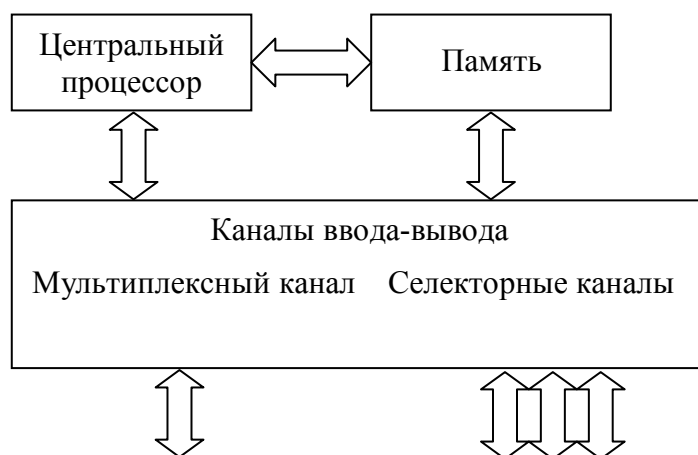 Центральный
процессор
Память
Каналы ввода-вывода
Мультиплексный канал
Селекторные каналы